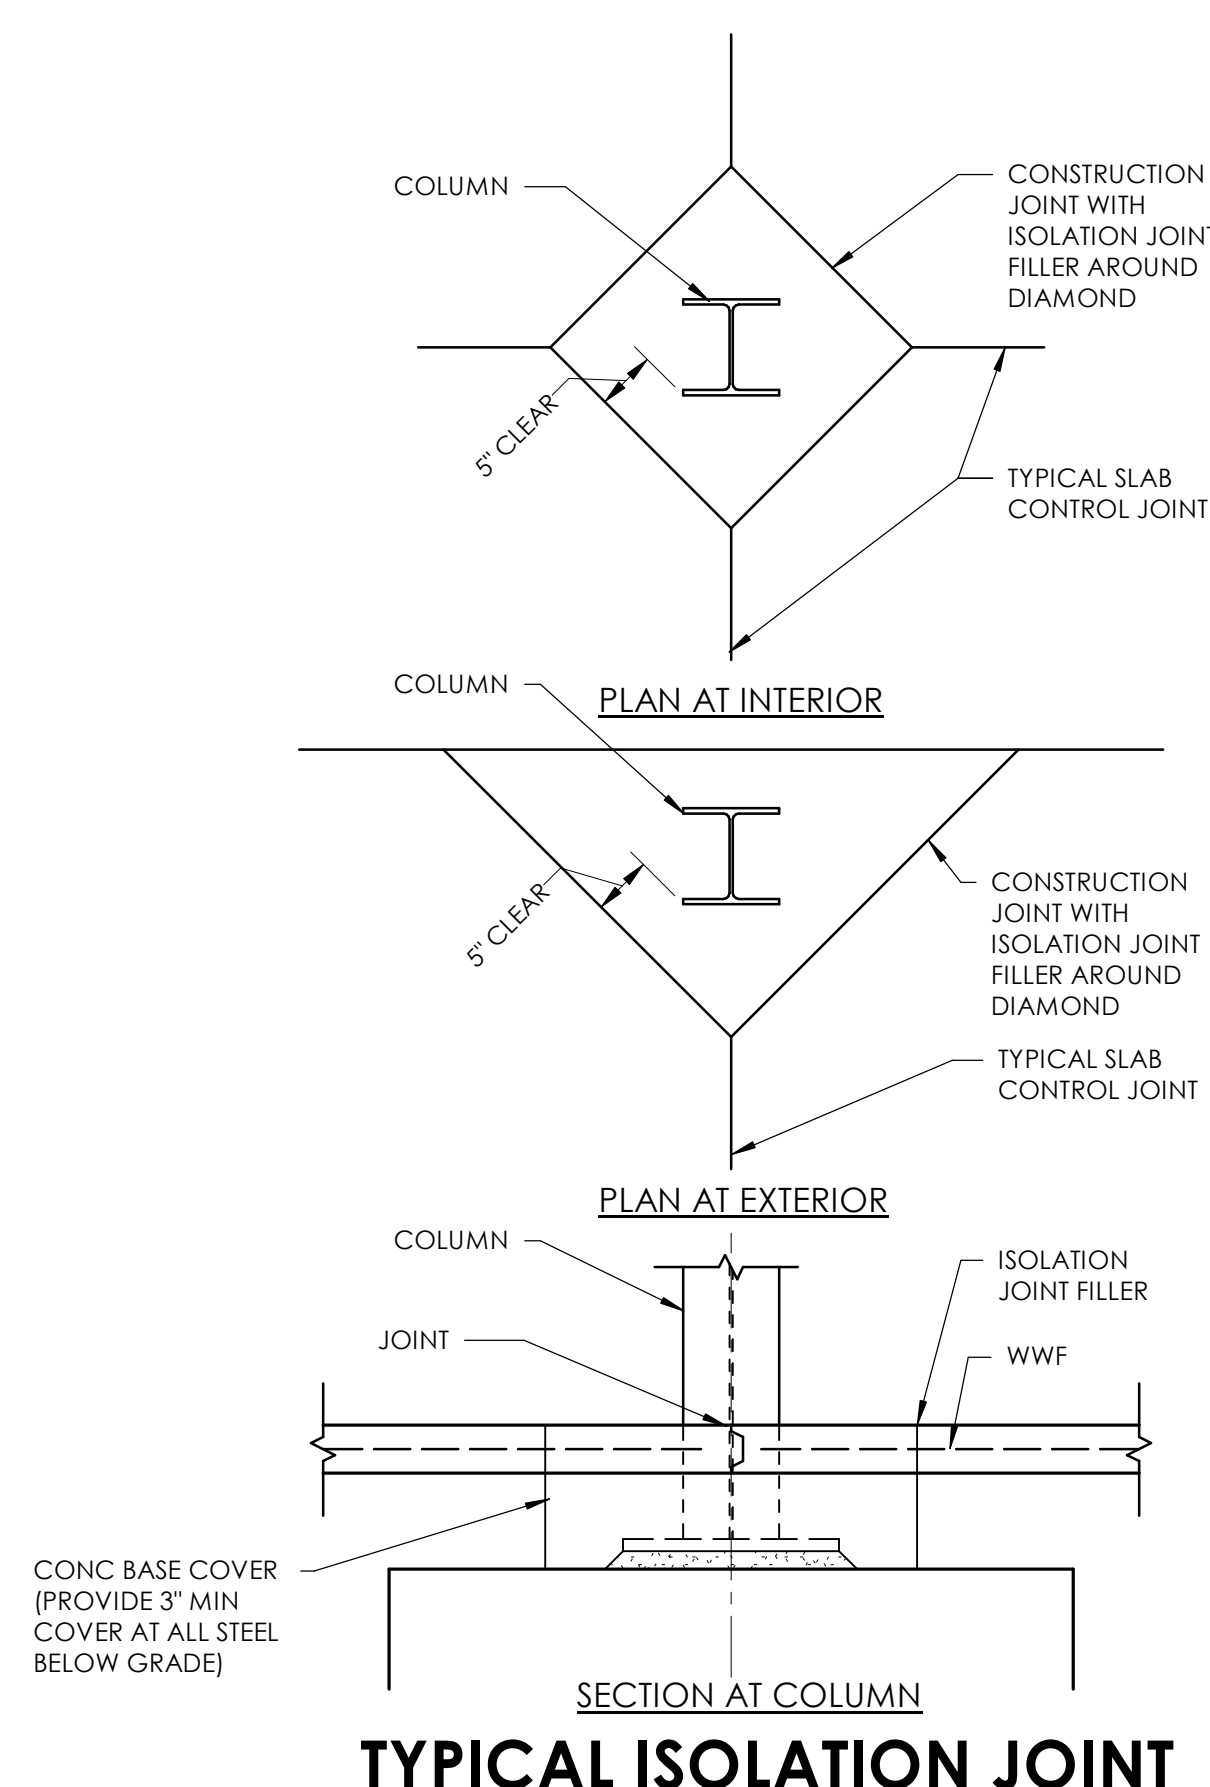 COLUMN
CONSTRUCTION
JOINT WITH
ISOLATION JOINT
FILLER AROUND
DIAMOND
5" CLEAR
TYPICAL SLAB
CONTROL JOINT
PLAN AT INTERIOR
COLUMN
5" CLEAR
CONSTRUCTION
JOINT WITH
ISOLATION JOINT
FILLER AROUND
DIAMOND
TYPICAL SLAB
CONTROL JOINT
PLAN AT EXTERIOR
COLUMN
ISOLATION
JOINT FILLER
JOINT
WWF
CONC BASE COVER
(PROVIDE 3" MIN
COVER AT ALL STEEL
BELOW GRADE)
SECTION AT COLUMN
TYPICAL ISOLATION JOINT